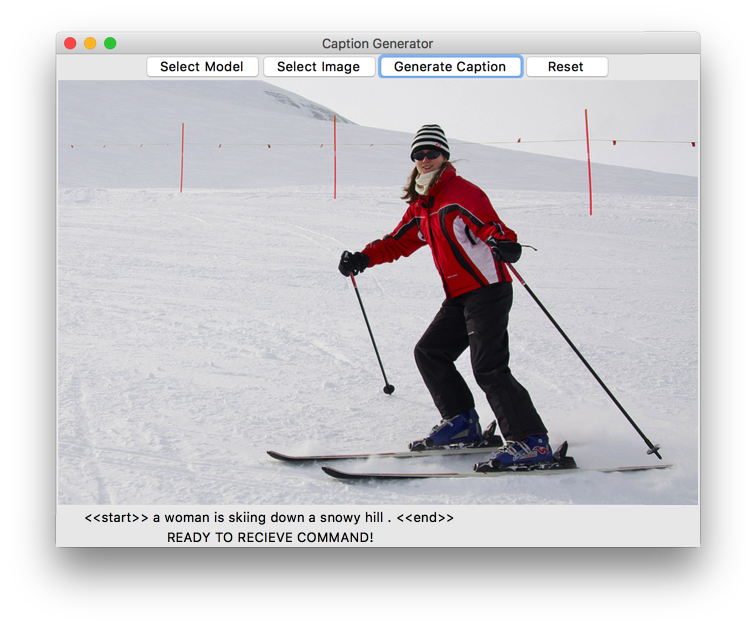 Caption Generator
Select Model Select Image Generate Caption Reset
<<start>> a woman is skiing down a snowy hill . <<end>>
READY TO RECIEVE COMMAND!